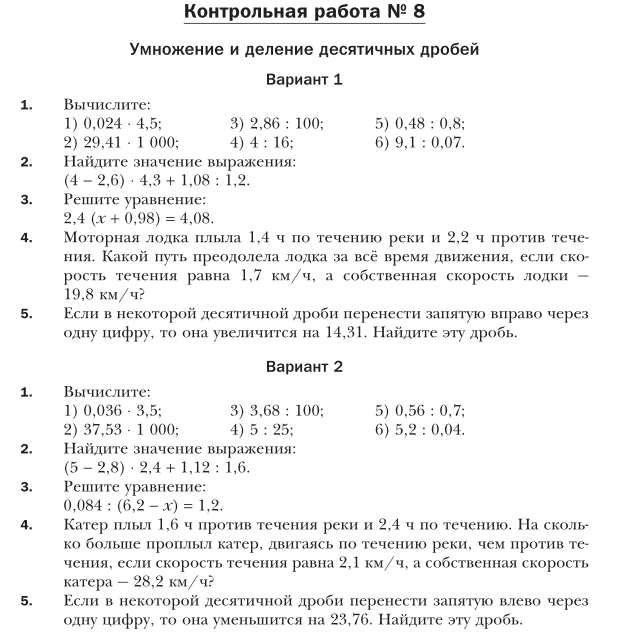 Контрольная работа № 8
Умножение и деление десятичных дробей
Вариант 1
1. Вычислите:
1) 0,024 · 4,5; 3) 2,86 : 100; 5) 0,48 : 0,8;
2) 29,41 · 1 000; 4) 4 : 16; 6) 9,1 : 0,07.
2. Найдите значение выражения:
(4 − 2,6) · 4,3 + 1,08 : 1,2.
3. Решите уравнение:
2,4 (x + 0,98) = 4,08.
4. Моторная лодка плыла 1,4 ч по течению реки и 2,2 ч против тече-
ния. Какой путь преодолела лодка за всё время движения, если ско-
рость течения равна 1,7 км/ч, а собственная скорость лодки —
19,8 км/ч?
5. Если в некоторой десятичной дроби перенести запятую вправо через
одну цифру, то она увеличится на 14,31. Найдите эту дробь.
Вариант 2
1. Вычислите:
1) 0,036 · 3,5; 3) 3,68 : 100; 5) 0,56 : 0,7;
2) 37,53 · 1 000; 4) 5 : 25; 6) 5,2 : 0,04.
2. Найдите значение выражения:
(5 − 2,8) · 2,4 + 1,12 : 1,6.
3. Решите уравнение:
0,084 : (6,2 − x) = 1,2.
4. Катер плыл 1,6 ч против течения реки и 2,4 ч по течению. На сколь-
ко больше проплыл катер, двигаясь по течению реки, чем против те-
чения, если скорость течения равна 2,1 км/ч, а собственная скорость
катера — 28,2 км/ч?
5. Если в некоторой десятичной дроби перенести запятую влево через
одну цифру, то она уменьшится на 23,76. Найдите эту дробь.